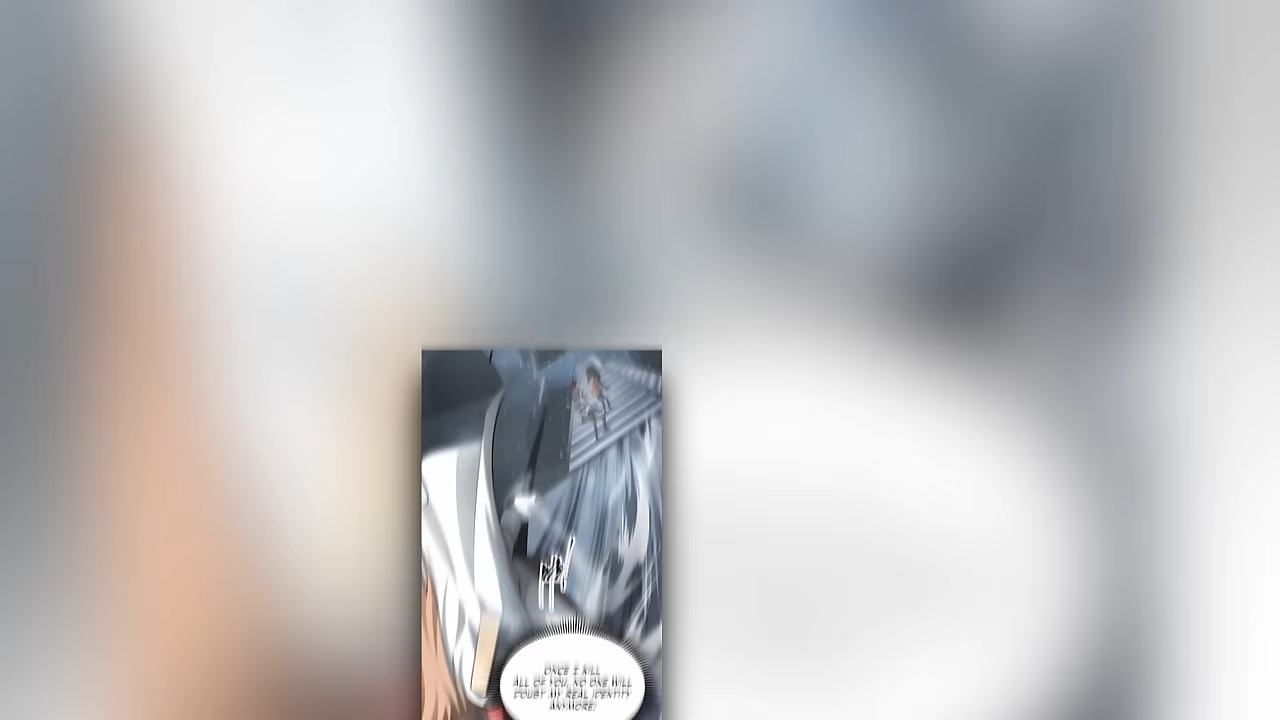 ONCE I KILL
ALL OF YOU, NO ONE WILL
DOUBT MY REAL IDENTITY
ANYMORE!